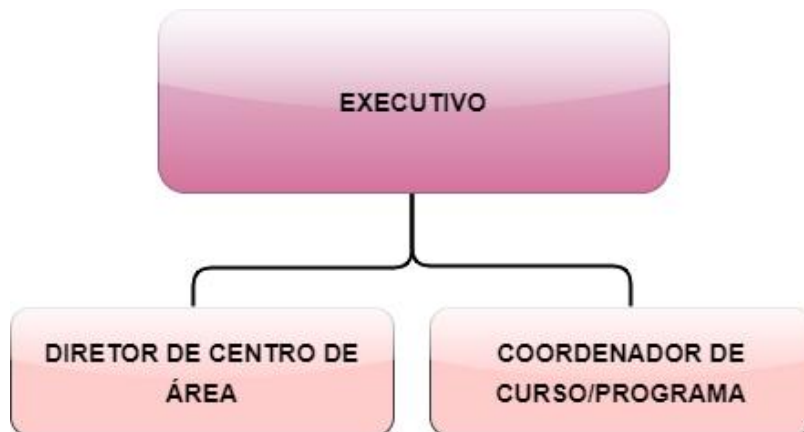 EXECUTIVO
DIRETOR DE CENTRO DE
ÁREA
COORDENADOR DE
CURSO/PROGRAMA